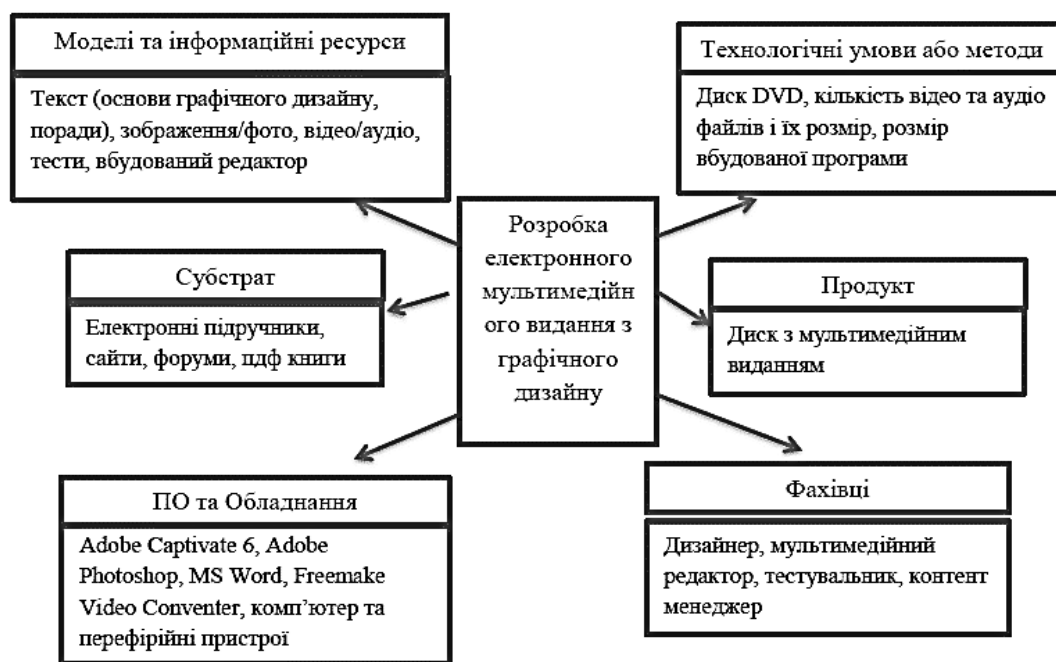 Моделі та інформаційні ресурси
Текст (основи графічного дизайну,
поради), зображення/фото, відео/аудіо,
тести, вбудований редактор
Технологічні умови або методи
Диск DVD, кількість відео та аудіо
файлів і їх розмір, розмір
вбудованої програми
Розробка
електронного
мультимедійн
ого видання з
графічного
дизайну
Субстрат
Електронні підручники,
сайти, форуми, пдф книги
Продукт
Диск з мультимедійним
виданням
ПО та Обладнання
Adobe Captivate 6, Adobe
Photoshop, MS Word, Freemake
Video Conventer, комп’ютер та
перефірійні пристрої
Фахівці
Дизайнер, мультимедійний
редактор, тестувальник, контент
менеджер